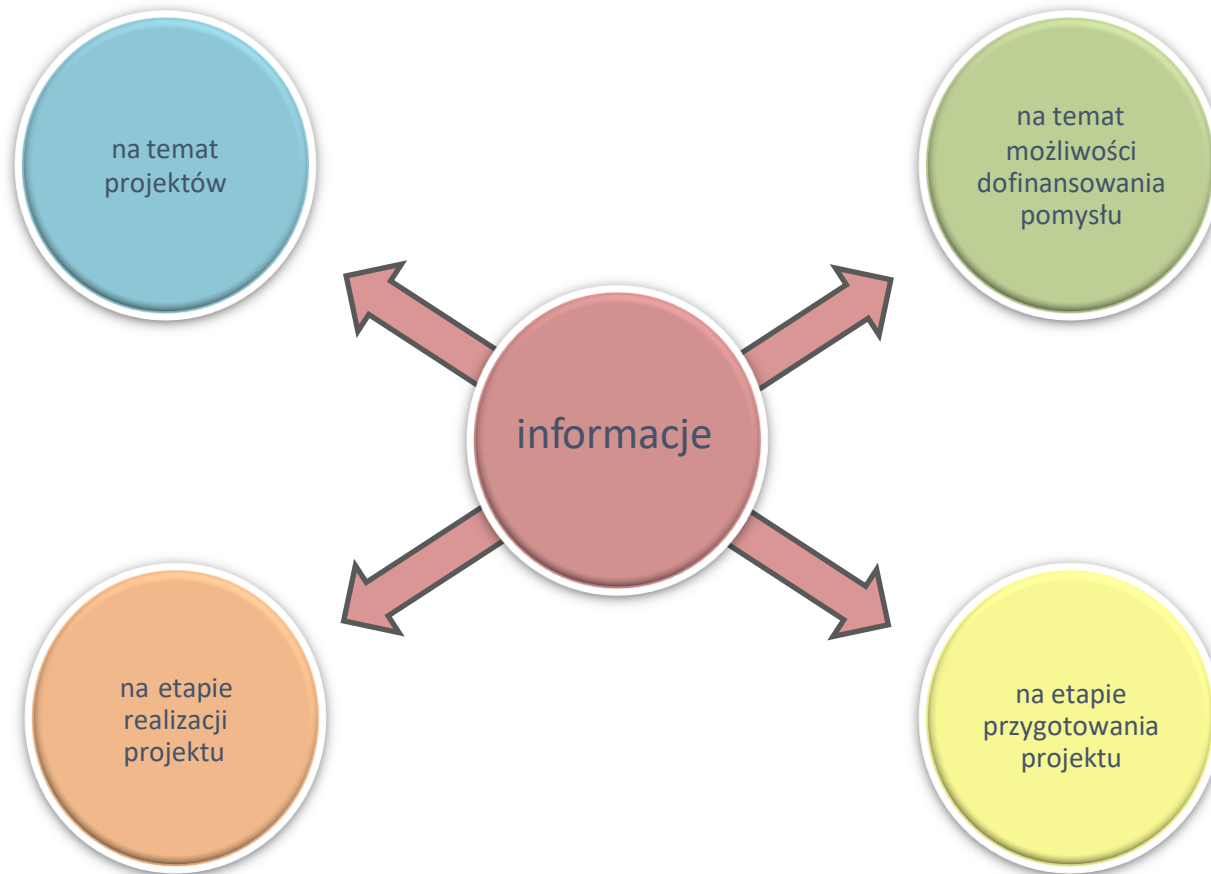 na temat
projektów
na temat
możliwości
dofinansowania
pomysłu
informacje
na etapie
realizacji
projektu
na etapie
przygotowania
projektu